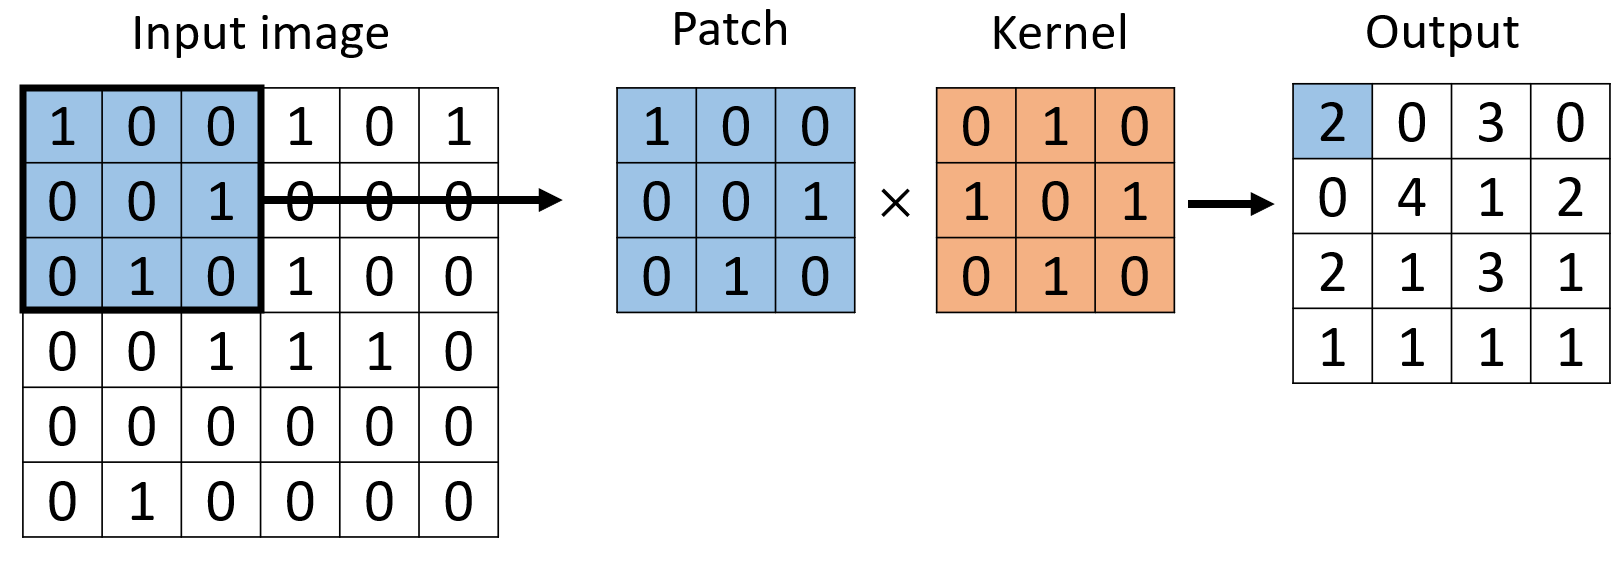 Input image Patch Kernel Output
1 0 0 1 0 1 1 0 0 0 1 0 2 0 3 0
0 0 1 0 0 0 0 0 1 × 1 0 1 0 4 1 2
0 1 0 1 0 0 0 1 0 0 1 0 2 1 3 1
0 0 1 1 1 0 1 1 1 1
0 0 0 0 0 0
0 1 0 0 0 0